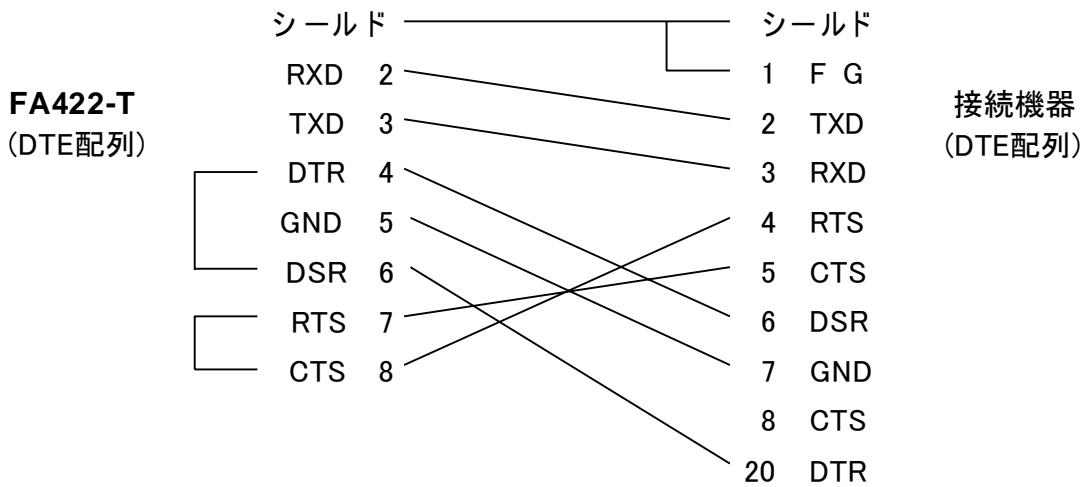 シールド シールド
RXD 2 1 F G
FA422-T 接続機器
TXD 3 2 TXD
(DTE配列) (DTE配列)
DTR 4 3 RXD
GND 5 4 RTS
DSR 6 5 CTS
RTS 7 6 DSR
CTS 8 7 GND
8 CTS
20 DTR